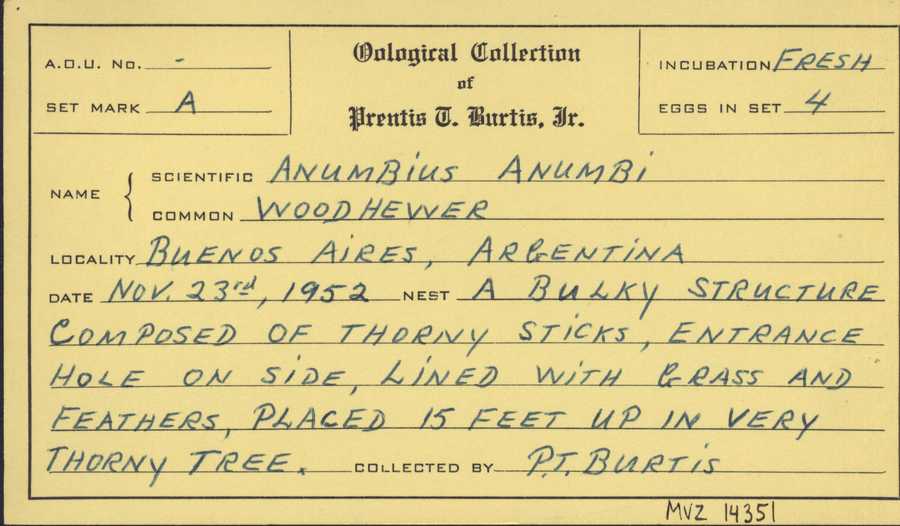 A.O.U. No. -
SET MARK A
Oological Collection
of
Prentis T. Burtis, Jr.
INCUBATION FRESH
EGGS IN SET 4
NAME
SCIENTIFIC ANUMBIUS ANUMBI
COMMON WOODHEWER
LOCALITY BUENOS AIRES, ARGENTINA
DATE NOV. 23rd, 1952 NEST A BULKY STRUCTURE
COMPOSED OF THORNY STICKS, ENTRANCE
HOLE ON SIDE, LINED WITH GRASS AND
FEATHERS, PLACED 15 FEET UP IN VERY
THORNY TREE. COLLECTED BY P.T. BURTIS
MVZ 14351